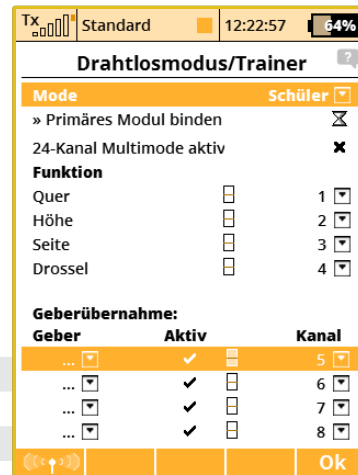 Tx Standard 12:22:57 64%
Drahtlosmodus/Trainer ?
Mode Schüler
» Primäres Modul binden
24-Kanal Multimode aktiv
Funktion
Quer 1
Höhe 2
Seite 3
Drossel 4
Geberübernahme:
Geber Aktiv Kanal
... 5
... 6
... 7
... 8
Ok